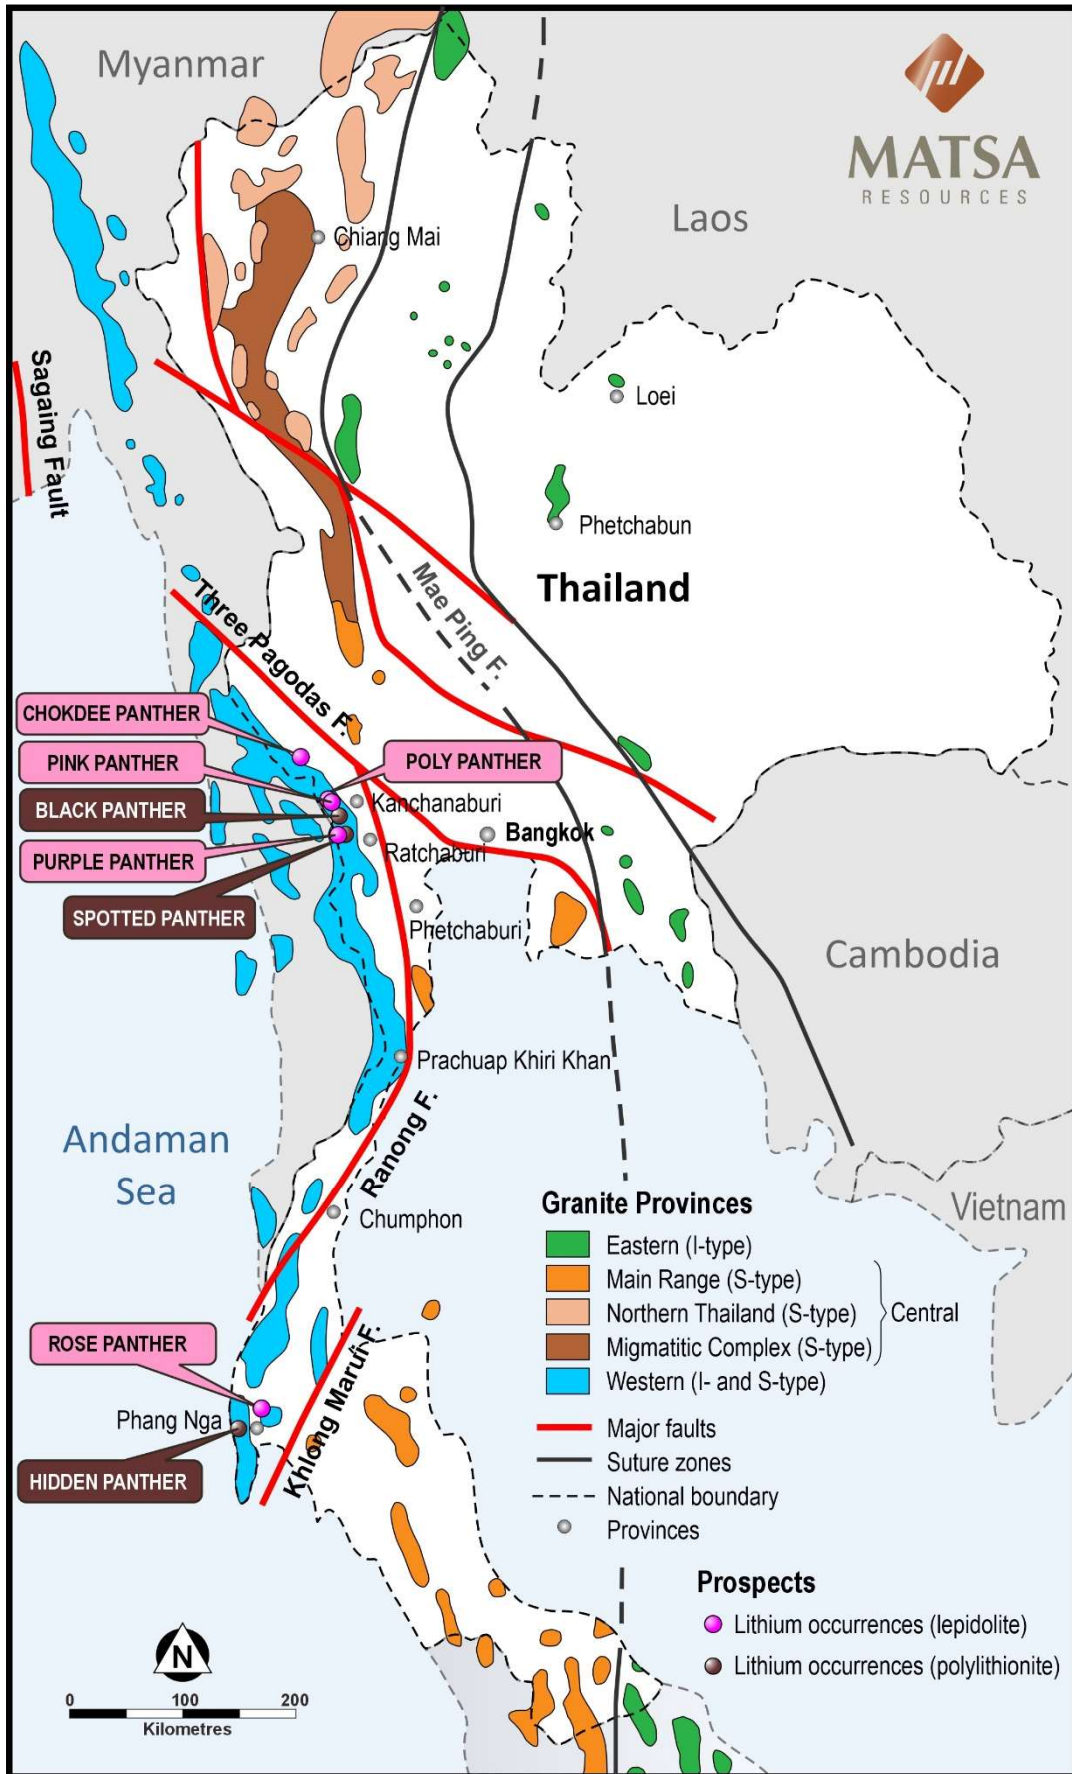 Myanmar
MATSA
RESOURCES
Laos
Chiang Mai
Sagaing Fault
Loei
Phetchabun
Thailand
Mae Ping F.
Three Pagodas F.
CHOKDEE PANTHER
PINK PANTHER
POLY PANTHER
BLACK PANTHER
Kanchanaburi
Bangkok
PURPLE PANTHER
Ratchaburi
SPOTTED PANTHER
Phetchaburi
Cambodia
Prachuap Khiri Khan
Andaman
Sea
Ranong F.
Chumphon
Vietnam
Granite Provinces
Eastern (I-type)
Main Range (S-type)
Northern Thailand (S-type)
Central
Migmatitic Complex (S-type)
Western (I- and S-type)
ROSE PANTHER
Khlong Marui F.
Phang Nga
HIDDEN PANTHER
Major faults
Suture zones
National boundary
Provinces
Prospects
Lithium occurrences (lepidolite)
Lithium occurrences (polylithionite)
N
0 100 200
Kilometres